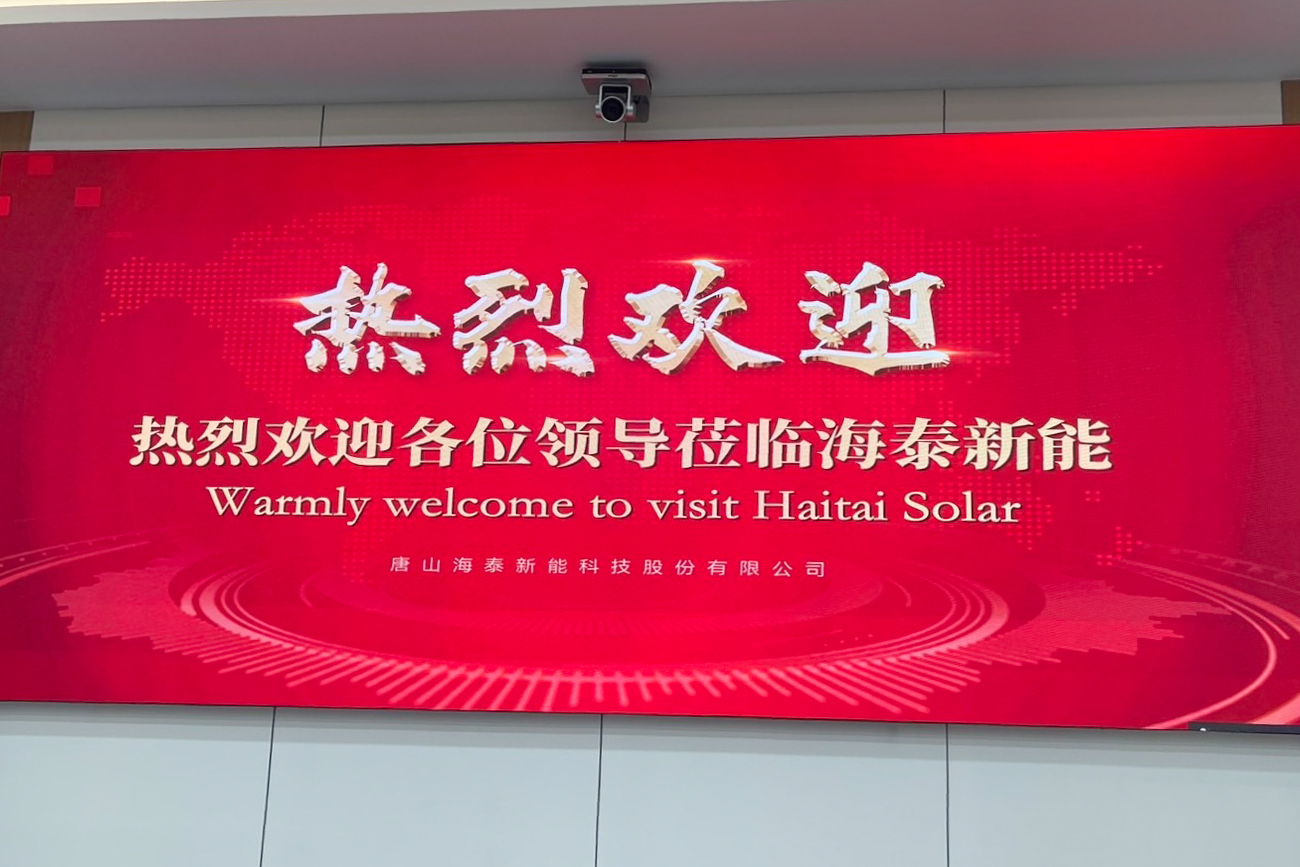 热烈欢迎
热烈欢迎各位领导莅临海泰新能
Warmly welcome to visit Haitai Solar
唐山海泰新能科技股份有限公司